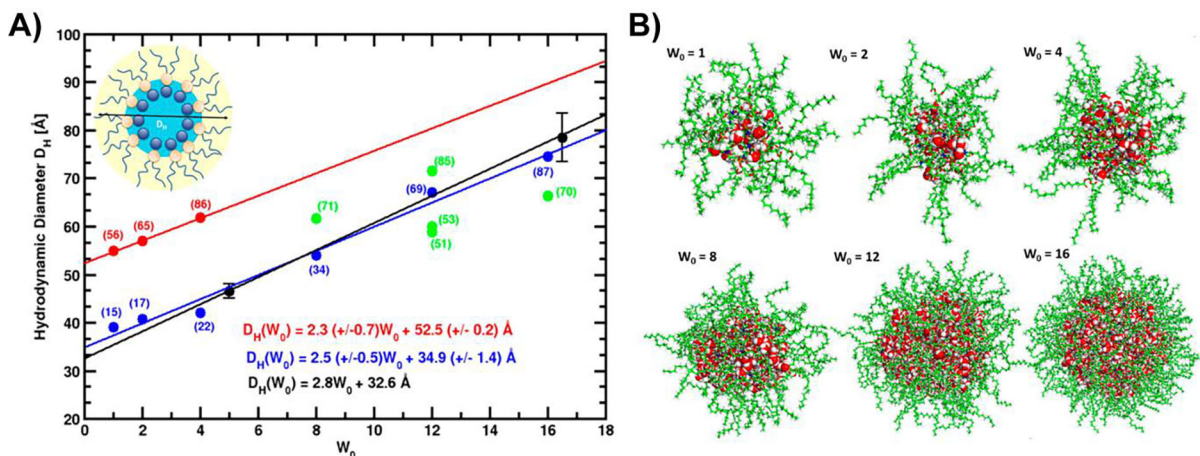 A)
Hydrodynamic Diameter D_H [Å]
100
90
80
70
60
50
40
30
20
D_H
(56)
(65)
(86)
(15)
(17)
(22)
(34)
(71)
(69)
(85)
(53)
(51)
(87)
(70)
D_H(W_0) = 2.3 (+/-0.7)W_0 + 52.5 (+/- 0.2) Å
D_H(W_0) = 2.5 (+/-0.5)W_0 + 34.9 (+/- 1.4) Å
D_H(W_0) = 2.8W_0 + 32.6 Å
0 2 4 6 8 10 12 14 16 18
W_0
B)
W_0 = 1
W_0 = 2
W_0 = 4
W_0 = 8
W_0 = 12
W_0 = 16